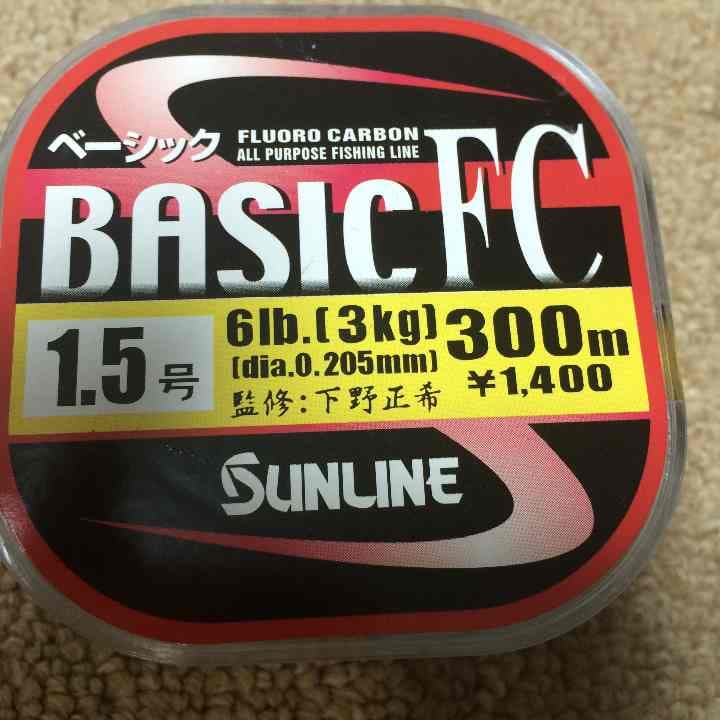 ベーシック
FLUORO CARBON
ALL PURPOSE FISHING LINE
BASIC FC
1.5号
6lb.(3kg)
(dia.0.205mm)
300m
¥1,400
監修:下野正希
SUNLINE